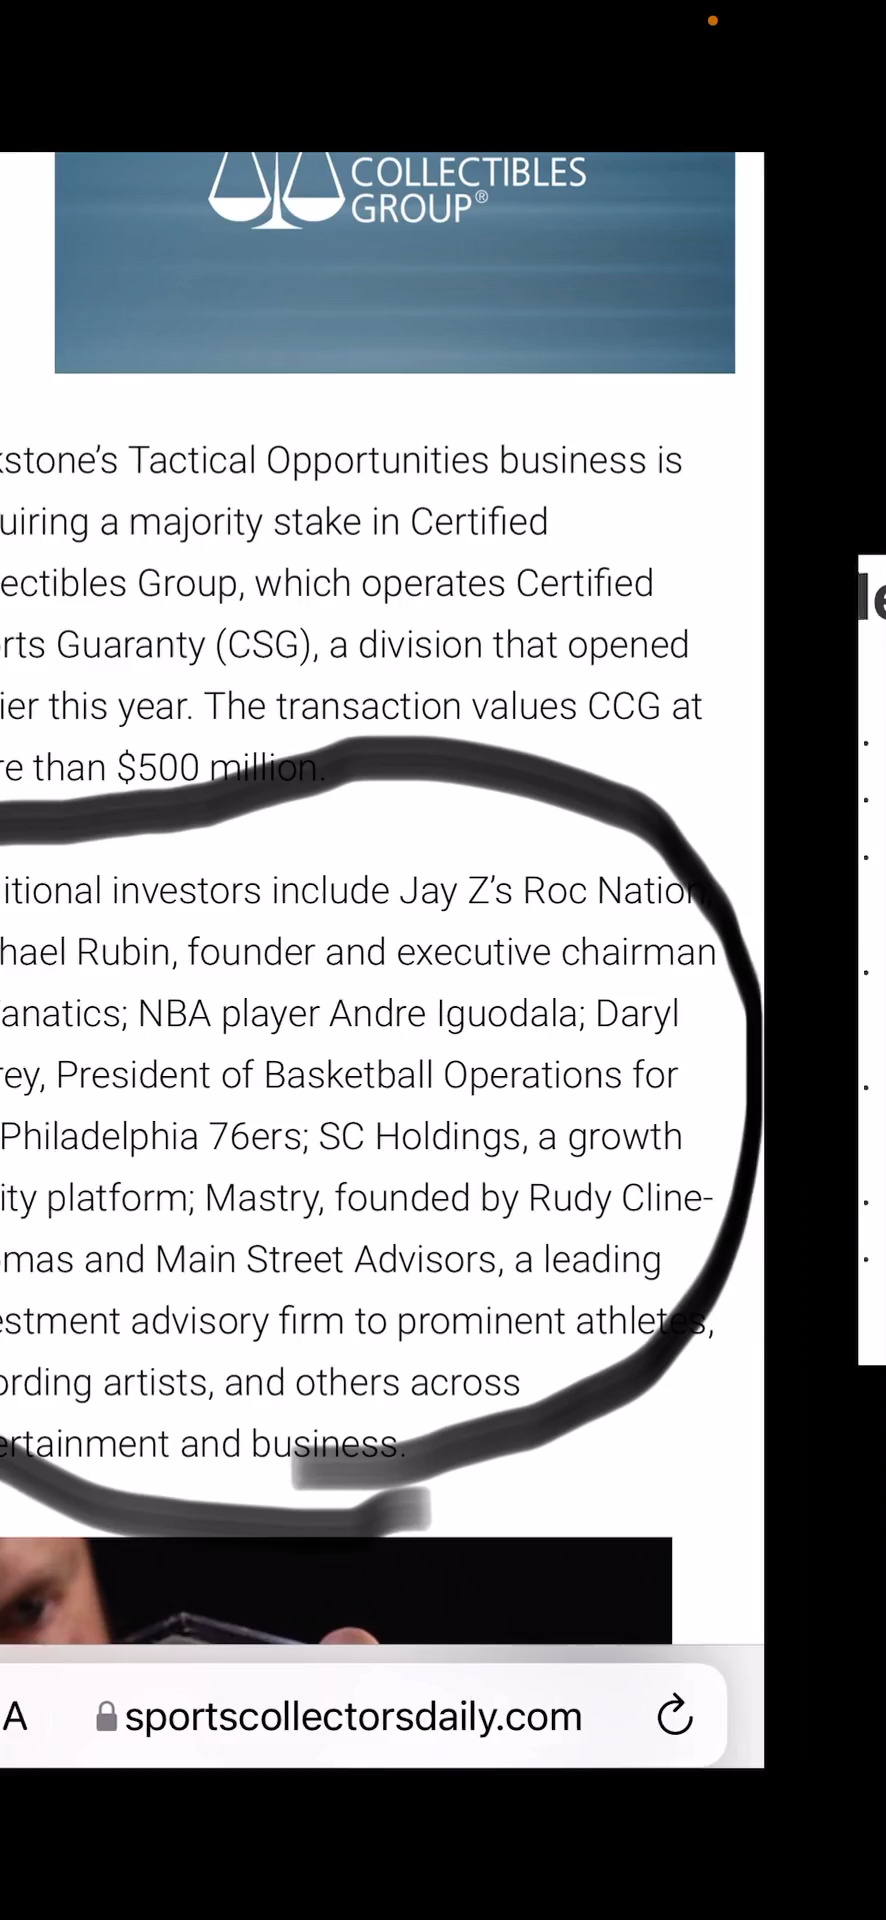 COLLECTIBLES
GROUP®
kstone's Tactical Opportunities business is
uiring a majority stake in Certified
ectibles Group, which operates Certified
rts Guaranty (CSG), a division that opened
ier this year. The transaction values CCG at
re than $500 million.
itional investors include Jay Z's Roc Nation,
hael Rubin, founder and executive chairman
anatics; NBA player Andre Iguodala; Daryl
rey, President of Basketball Operations for
Philadelphia 76ers; SC Holdings, a growth
ity platform; Mastry, founded by Rudy Cline-
mas and Main Street Advisors, a leading
estment advisory firm to prominent athletes,
ording artists, and others across
ertainment and business.
A sportscollectorsdaily.com